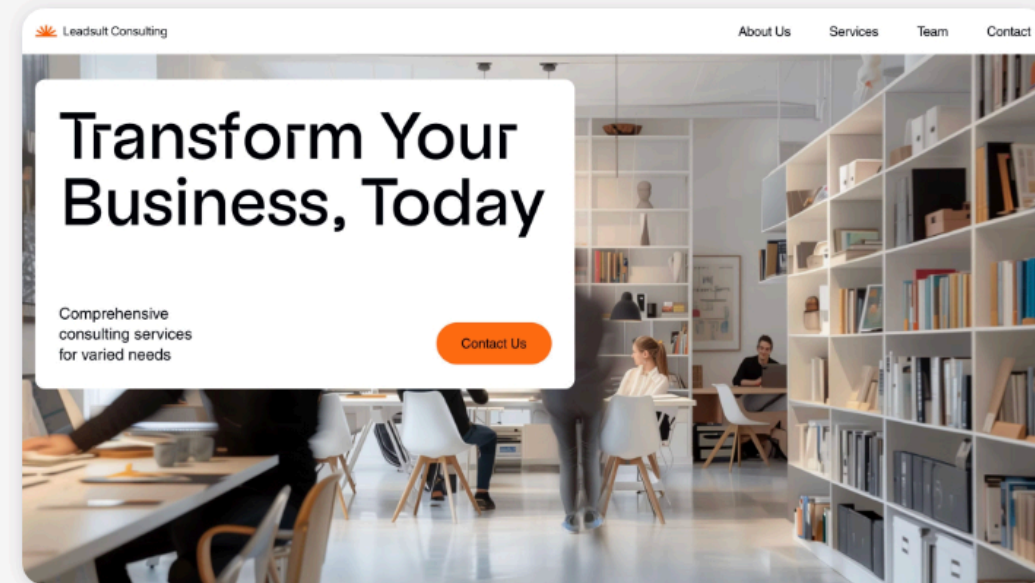 Leadsult Consulting
About Us
Services
Team
Contact
Transform Your
Business, Today
Comprehensive
consulting services
for varied needs
Contact Us